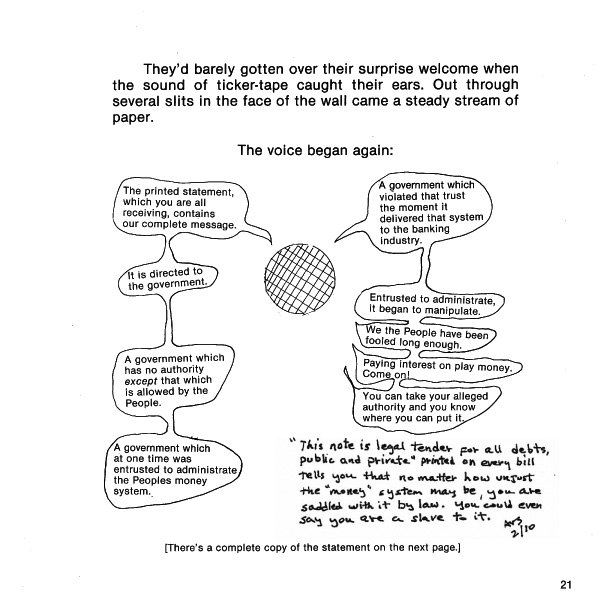 They'd barely gotten over their surprise welcome when
the sound of ticker-tape caught their ears. Out through
several slits in the face of the wall came a steady stream of
paper.
The voice began again:
The printed statement,
which you are all
receiving, contains
our complete message.
It is directed to
the government.
A government which
has no authority
except that which
is allowed by the
People.
A government which
at one time was
entrusted to administrate
the Peoples money
system.
A government which
violated that trust
the moment it
delivered that system
to the banking
industry.
Entrusted to administrate,
it began to manipulate.
We the People have been
fooled long enough.
Paying interest on play money.
Come on!
You can take your alleged
authority and you know
where you can put it.
"This note is legal tender for all debts,
public and private" printed on every bill
tells you that no matter how unjust
the "money" system may be, you are
saddled with it by law. You could even
say you are a slave to it.
2/10
[There's a complete copy of the statement on the next page.]
21